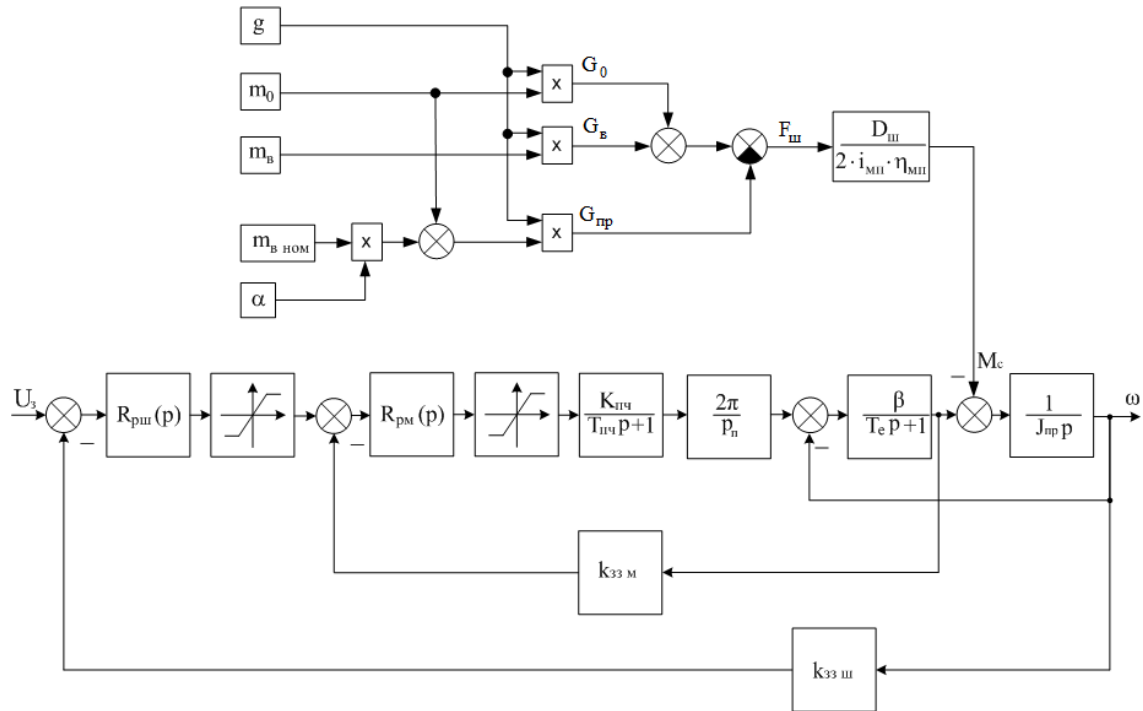 g
G₀
m₀
x
Gв
Fш
Dш
2 · iмп · ηмп
mв
x
Gпр
mв ном
x
x
α
Uз
–
Rрш (p)
–
Rрм (p)
Kпч
Tпч p+1
2π
pп
–
β
Te p+1
–
Mс
1
Jпр p
ω
kзз м
kзз ш